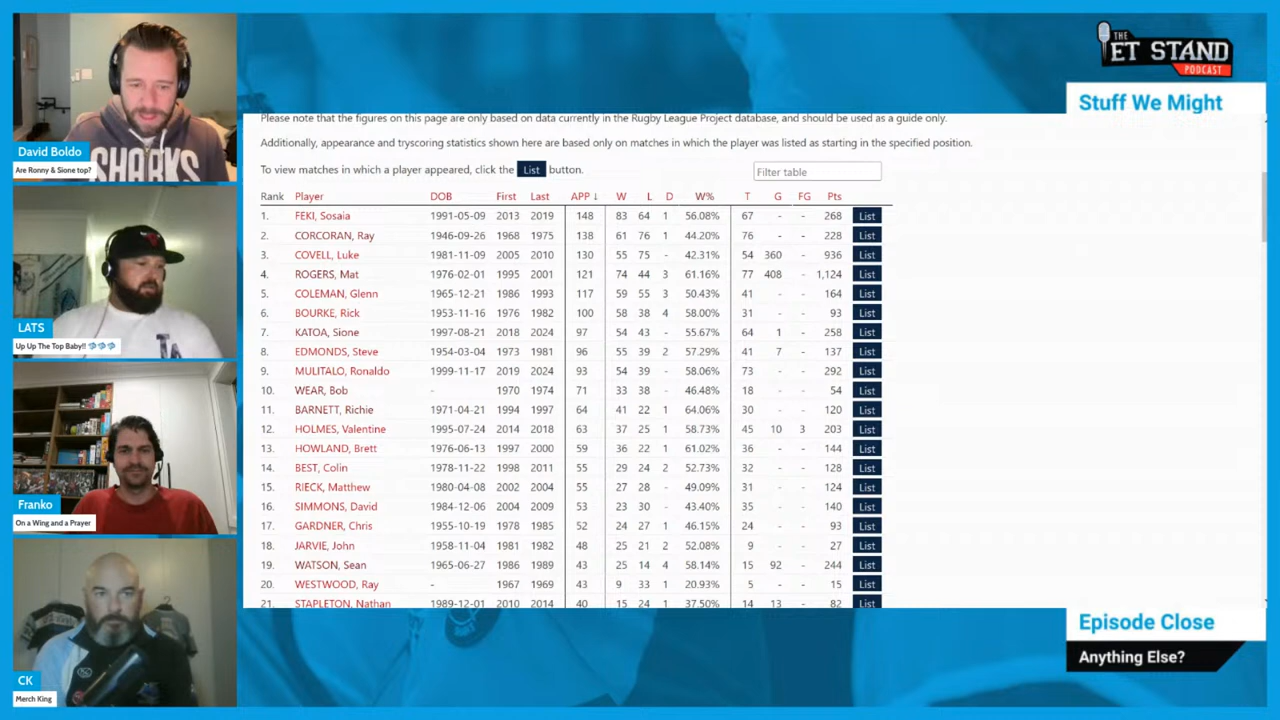 THE
ET STAND
PODCAST
Stuff We Might
SHARKS
David Boldo
Are Ronny & Sione top?
LATS
Up Up The Top Baby!!
Franko
On a Wing and a Prayer
CK
Merch King
Please note that the figures on this page are only based on data currently in the Rugby League Project database, and should be used as a guide only.
Additionally, appearance and tryscoring statistics shown here are based only on matches in which the player was listed as starting in the specified position.
To view matches in which a player appeared, click the List button.
Filter table
Rank Player DOB First Last APP ↓ W L D W% T G FG Pts
1. FEKI, Sosaia 1991-05-09 2013 2019 148 83 64 1 56.08% 67 - - 268 List
2. CORCORAN, Ray 1946-09-26 1968 1975 138 61 76 1 44.20% 76 - - 228 List
3. COVELL, Luke 1981-11-09 2005 2010 130 55 75 - 42.31% 54 360 - 936 List
4. ROGERS, Mat 1976-02-01 1995 2001 121 74 44 3 61.16% 77 408 - 1,124 List
5. COLEMAN, Glenn 1965-12-21 1986 1993 117 59 55 3 50.43% 41 - - 164 List
6. BOURKE, Rick 1953-11-16 1976 1982 100 58 38 4 58.00% 31 - - 93 List
7. KATOA, Sione 1997-08-21 2018 2024 97 54 43 - 55.67% 64 1 - 258 List
8. EDMONDS, Steve 1954-03-04 1973 1981 96 55 39 2 57.29% 41 7 - 137 List
9. MULITALO, Ronaldo 1999-11-17 2019 2024 93 54 39 - 58.06% 73 - - 292 List
10. WEAR, Bob - 1970 1974 71 33 38 - 46.48% 18 - - 54 List
11. BARNETT, Richie 1971-04-21 1994 1997 64 41 22 1 64.06% 30 - - 120 List
12. HOLMES, Valentine 1995-07-24 2014 2018 63 37 25 1 58.73% 45 10 3 203 List
13. HOWLAND, Brett 1976-06-13 1997 2000 59 36 22 1 61.02% 36 - - 144 List
14. BEST, Colin 1978-11-22 1998 2011 55 29 24 2 52.73% 32 - - 128 List
15. RIECK, Matthew 1980-04-08 2002 2004 55 27 28 - 49.09% 31 - - 124 List
16. SIMMONS, David 1984-12-06 2004 2009 53 23 30 - 43.40% 35 - - 140 List
17. GARDNER, Chris 1955-10-19 1978 1985 52 24 27 1 46.15% 24 - - 93 List
18. JARVIE, John 1958-11-04 1981 1982 48 25 21 2 52.08% 9 - - 27 List
19. WATSON, Sean 1965-06-27 1986 1989 43 25 14 4 58.14% 15 92 - 244 List
20. WESTWOOD, Ray - 1967 1969 43 9 33 1 20.93% 5 - - 15 List
21. STAPLETON, Nathan 1989-12-01 2010 2014 40 15 24 1 37.50% 14 13 - 82 List
Episode Close
Anything Else?